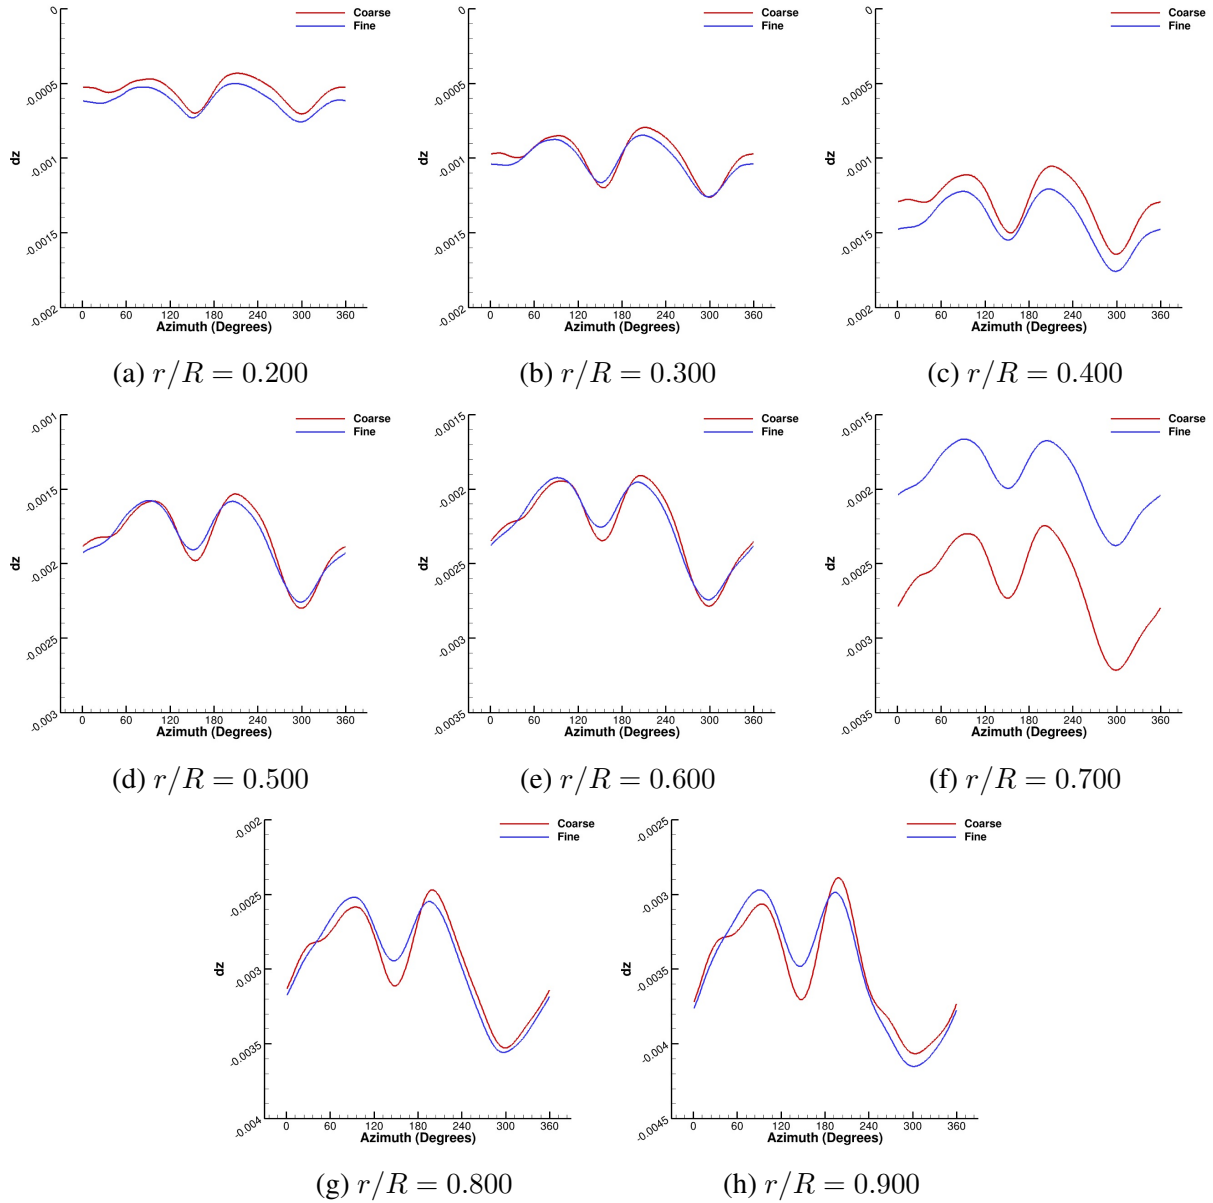 0
-0.0005
-0.001
-0.0015
-0.002
dz
0 60 120 180 240 300 360
Azimuth (Degrees)
Coarse
Fine
(a) r/R = 0.200
0
-0.0005
-0.001
-0.0015
-0.002
dz
0 60 120 180 240 300 360
Azimuth (Degrees)
Coarse
Fine
(b) r/R = 0.300
0
-0.0005
-0.001
-0.0015
-0.002
dz
0 60 120 180 240 300 360
Azimuth (Degrees)
Coarse
Fine
(c) r/R = 0.400
-0.001
-0.0015
-0.002
-0.0025
-0.003
dz
0 60 120 180 240 300 360
Azimuth (Degrees)
Coarse
Fine
(d) r/R = 0.500
-0.0015
-0.002
-0.0025
-0.003
-0.0035
dz
0 60 120 180 240 300 360
Azimuth (Degrees)
Coarse
Fine
(e) r/R = 0.600
-0.0015
-0.002
-0.0025
-0.003
-0.0035
dz
0 60 120 180 240 300 360
Azimuth (Degrees)
Coarse
Fine
(f) r/R = 0.700
-0.002
-0.0025
-0.003
-0.0035
-0.004
dz
0 60 120 180 240 300 360
Azimuth (Degrees)
Coarse
Fine
(g) r/R = 0.800
-0.0025
-0.003
-0.0035
-0.004
-0.0045
dz
0 60 120 180 240 300 360
Azimuth (Degrees)
Coarse
Fine
(h) r/R = 0.900